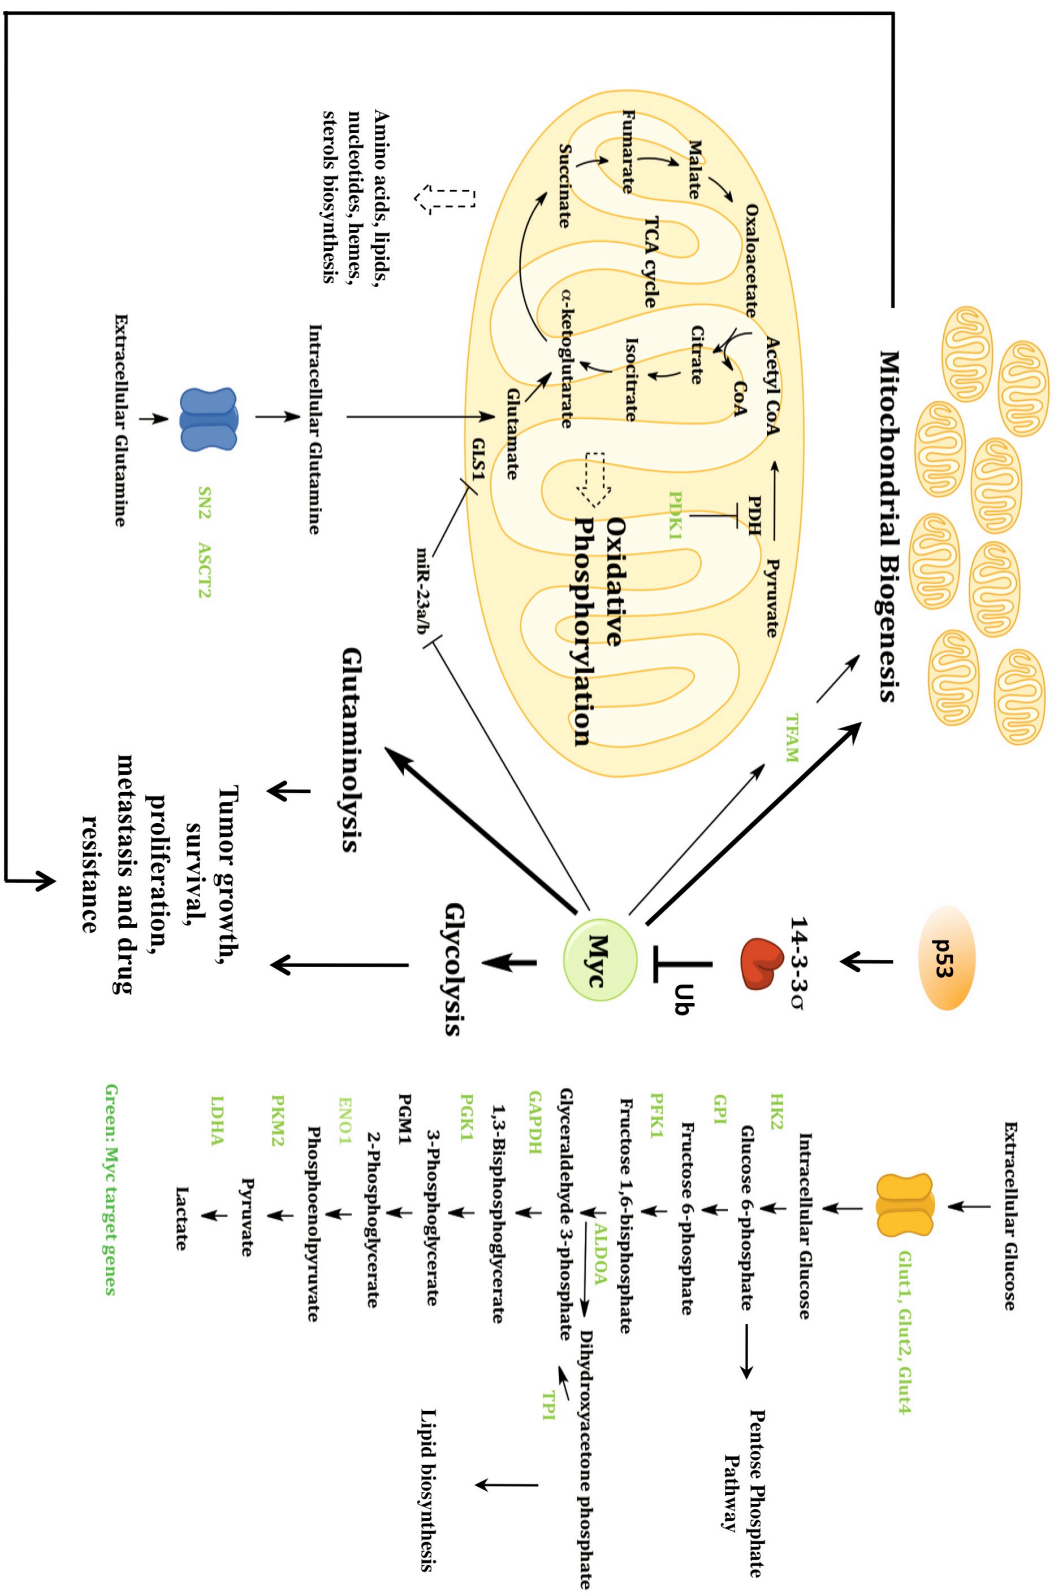 Mitochondrial Biogenesis
p53
14-3-3σ
Ub
Myc
TFAM
Malate
Fumarate
Succinate
Oxaloacetate
TCA cycle
Acetyl CoA
CoA
Citrate
Isocitrate
α-ketoglutarate
Glutamate
GLS1
PDH
PDK1
Pyruvate
Oxidative
Phosphorylation
Amino acids, lipids,
nucleotides, hemes,
sterols biosynthesis
Intracellular Glutamine
Extracellular Glutamine
SN2 ASCT2
miR-23a/b
Glutaminolysis
Glycolysis
Tumor growth,
survival,
proliferation,
metastasis and drug
resistance
Extracellular Glucose
Glut1, Glut2, Glut4
Intracellular Glucose
HK2
Glucose 6-phosphate
Pentose Phosphate
Pathway
GPI
Fructose 6-phosphate
PFK1
Fructose 1,6-bisphosphate
ALDOA
Glyceraldehyde 3-phosphate
Dihydroxyacetone phosphate
TPI
Lipid biosynthesis
GAPDH
1,3-Bisphosphoglycerate
PGK1
3-Phosphoglycerate
PGM1
2-Phosphoglycerate
ENO1
Phosphoenolpyruvate
PKM2
Pyruvate
LDHA
Lactate
Green: Myc target genes